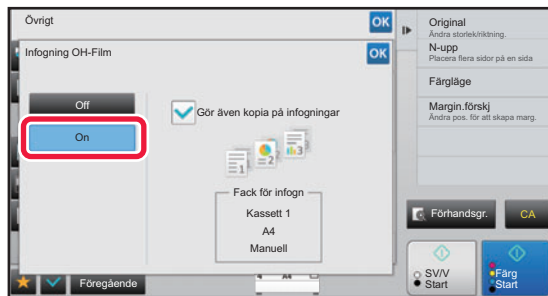 Övrigt
OK
Infogning OH-Film
OK
Off
On
Gör även kopia på infogningar
1
2
3
Fack för infogn
Kassett 1
A4
Manuell
Föregående
A4
Original
Ändra storlek/riktning.
N-upp
Placera flera sidor på en sida
Färgläge
Margin.förskj
Ändra pos. för att skapa marg.
Förhandsgr.
CA
SV/V
Start
Färg
Start